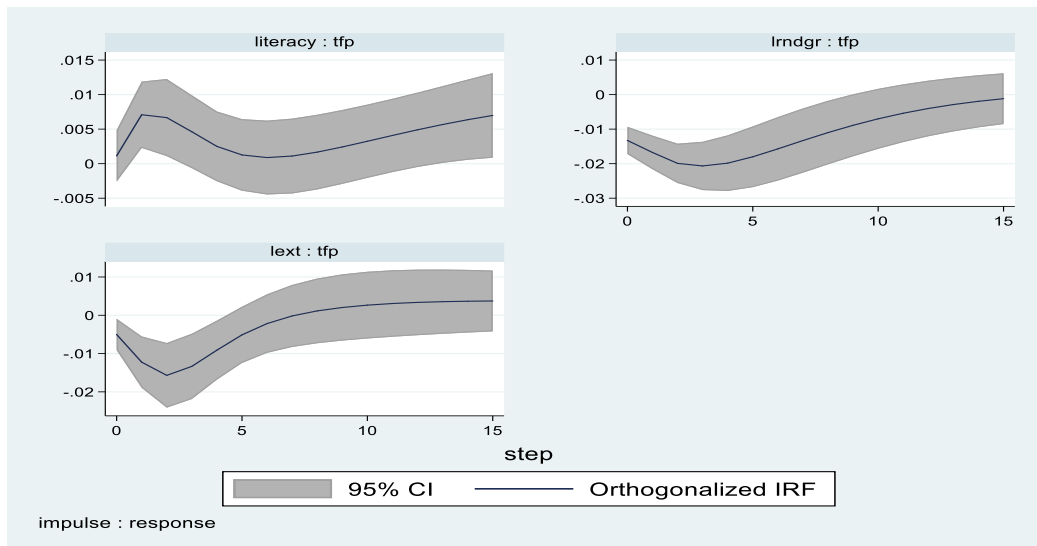 literacy : tfp
.015
.01
.005
0
-.005
lrndgr : tfp
.01
0
-.01
-.02
-.03
0 5 10 15
lext : tfp
.01
0
-.01
-.02
0 5 10 15
step
95% CI Orthogonalized IRF
impulse : response